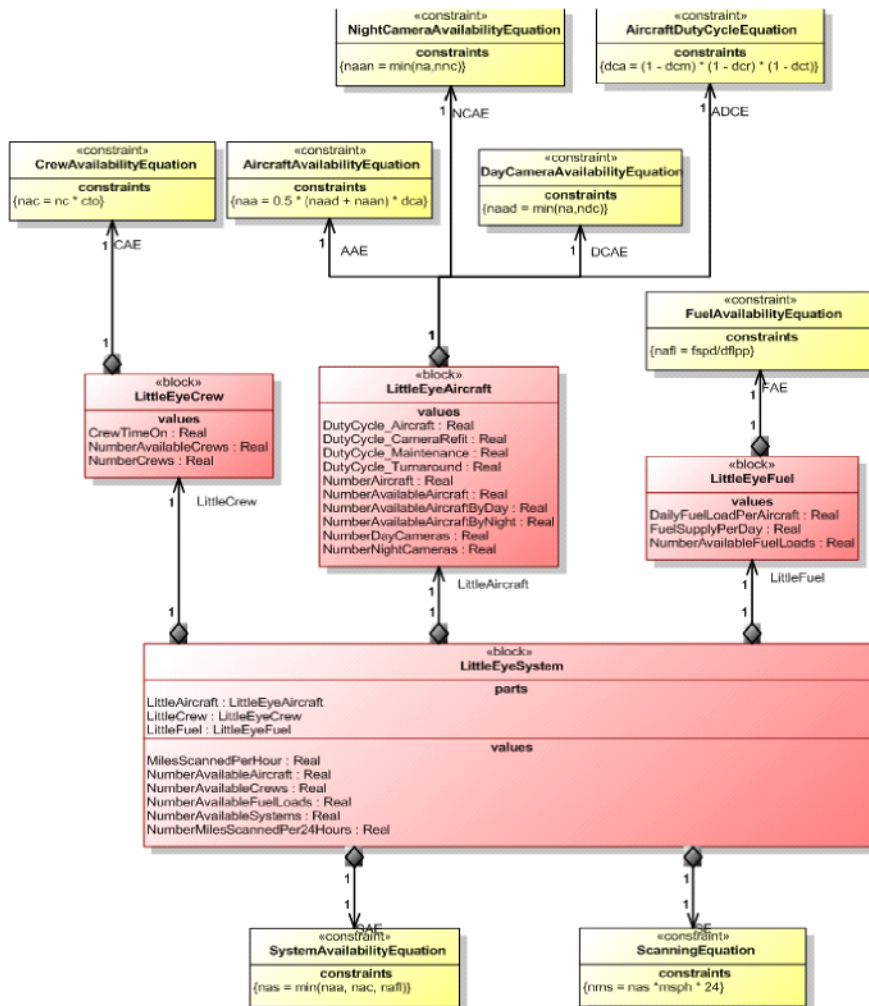 «constraint»
NightCameraAvailabilityEquation
constraints
{naan = min(na,nnc)}
«constraint»
AircraftDutyCycleEquation
constraints
{dca = (1 - dcm) * (1 - dcr) * (1 - dct)}
1
NCAE
1
ADCE
«constraint»
CrewAvailabilityEquation
constraints
{nac = nc * cto}
«constraint»
AircraftAvailabilityEquation
constraints
{naa = 0.5 * (naad + naan) * dca}
«constraint»
DayCameraAvailabilityEquation
constraints
{naad = min(na,ndc)}
1
CAE
1
AAE
1
DCAE
«constraint»
FuelAvailabilityEquation
constraints
{nafl = fspd/dflpp}
1
1
1
FAE
1
«block»
LittleEyeCrew
values
CrewTimeOn : Real
NumberAvailableCrews : Real
NumberCrews : Real
«block»
LittleEyeAircraft
values
DutyCycle_Aircraft : Real
DutyCycle_CameraRefit : Real
DutyCycle_Maintenance : Real
DutyCycle_Turnaround : Real
NumberAircraft : Real
NumberAvailableAircraft : Real
NumberAvailableAircraftByDay : Real
NumberAvailableAircraftByNight : Real
NumberDayCameras : Real
NumberNightCameras : Real
«block»
LittleEyeFuel
values
DailyFuelLoadPerAircraft : Real
FuelSupplyPerDay : Real
NumberAvailableFuelLoads : Real
1
LittleCrew
1
LittleAircraft
1
LittleFuel
1
1
1
«block»
LittleEyeSystem
parts
LittleAircraft : LittleEyeAircraft
LittleCrew : LittleEyeCrew
LittleFuel : LittleEyeFuel
values
MilesScannedPerHour : Real
NumberAvailableAircraft : Real
NumberAvailableCrews : Real
NumberAvailableFuelLoads : Real
NumberAvailableSystems : Real
NumberMilesScannedPer24Hours : Real
1
1
1
SAE
1
SE
«constraint»
SystemAvailabilityEquation
constraints
{nas = min(naa, nac, nafl)}
«constraint»
ScanningEquation
constraints
{nms = nas *msph * 24}